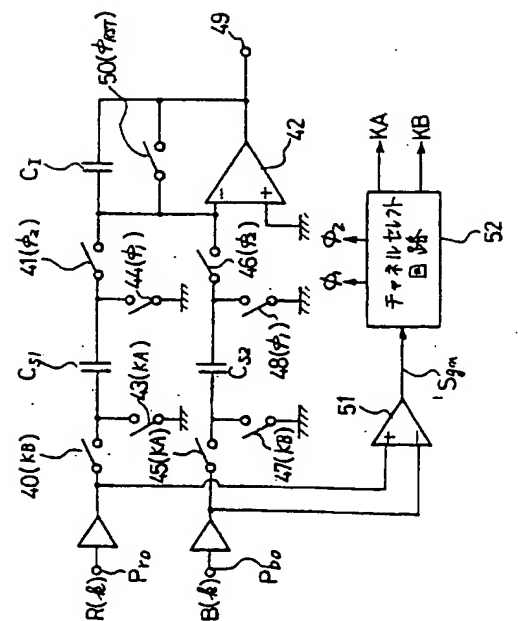 R(k)
Pro
40(KB)
43(KA)
CS1
44(φ1)
41(φ2)
CI
50(φRST)
49
B(k)
Pbo
45(KA)
47(KB)
CS2
48(φ1)
46(φ2)
−
+
42
+
−
51
Sgn
φ1
φ2
チャネルセレクト
回路
52
KA
KB